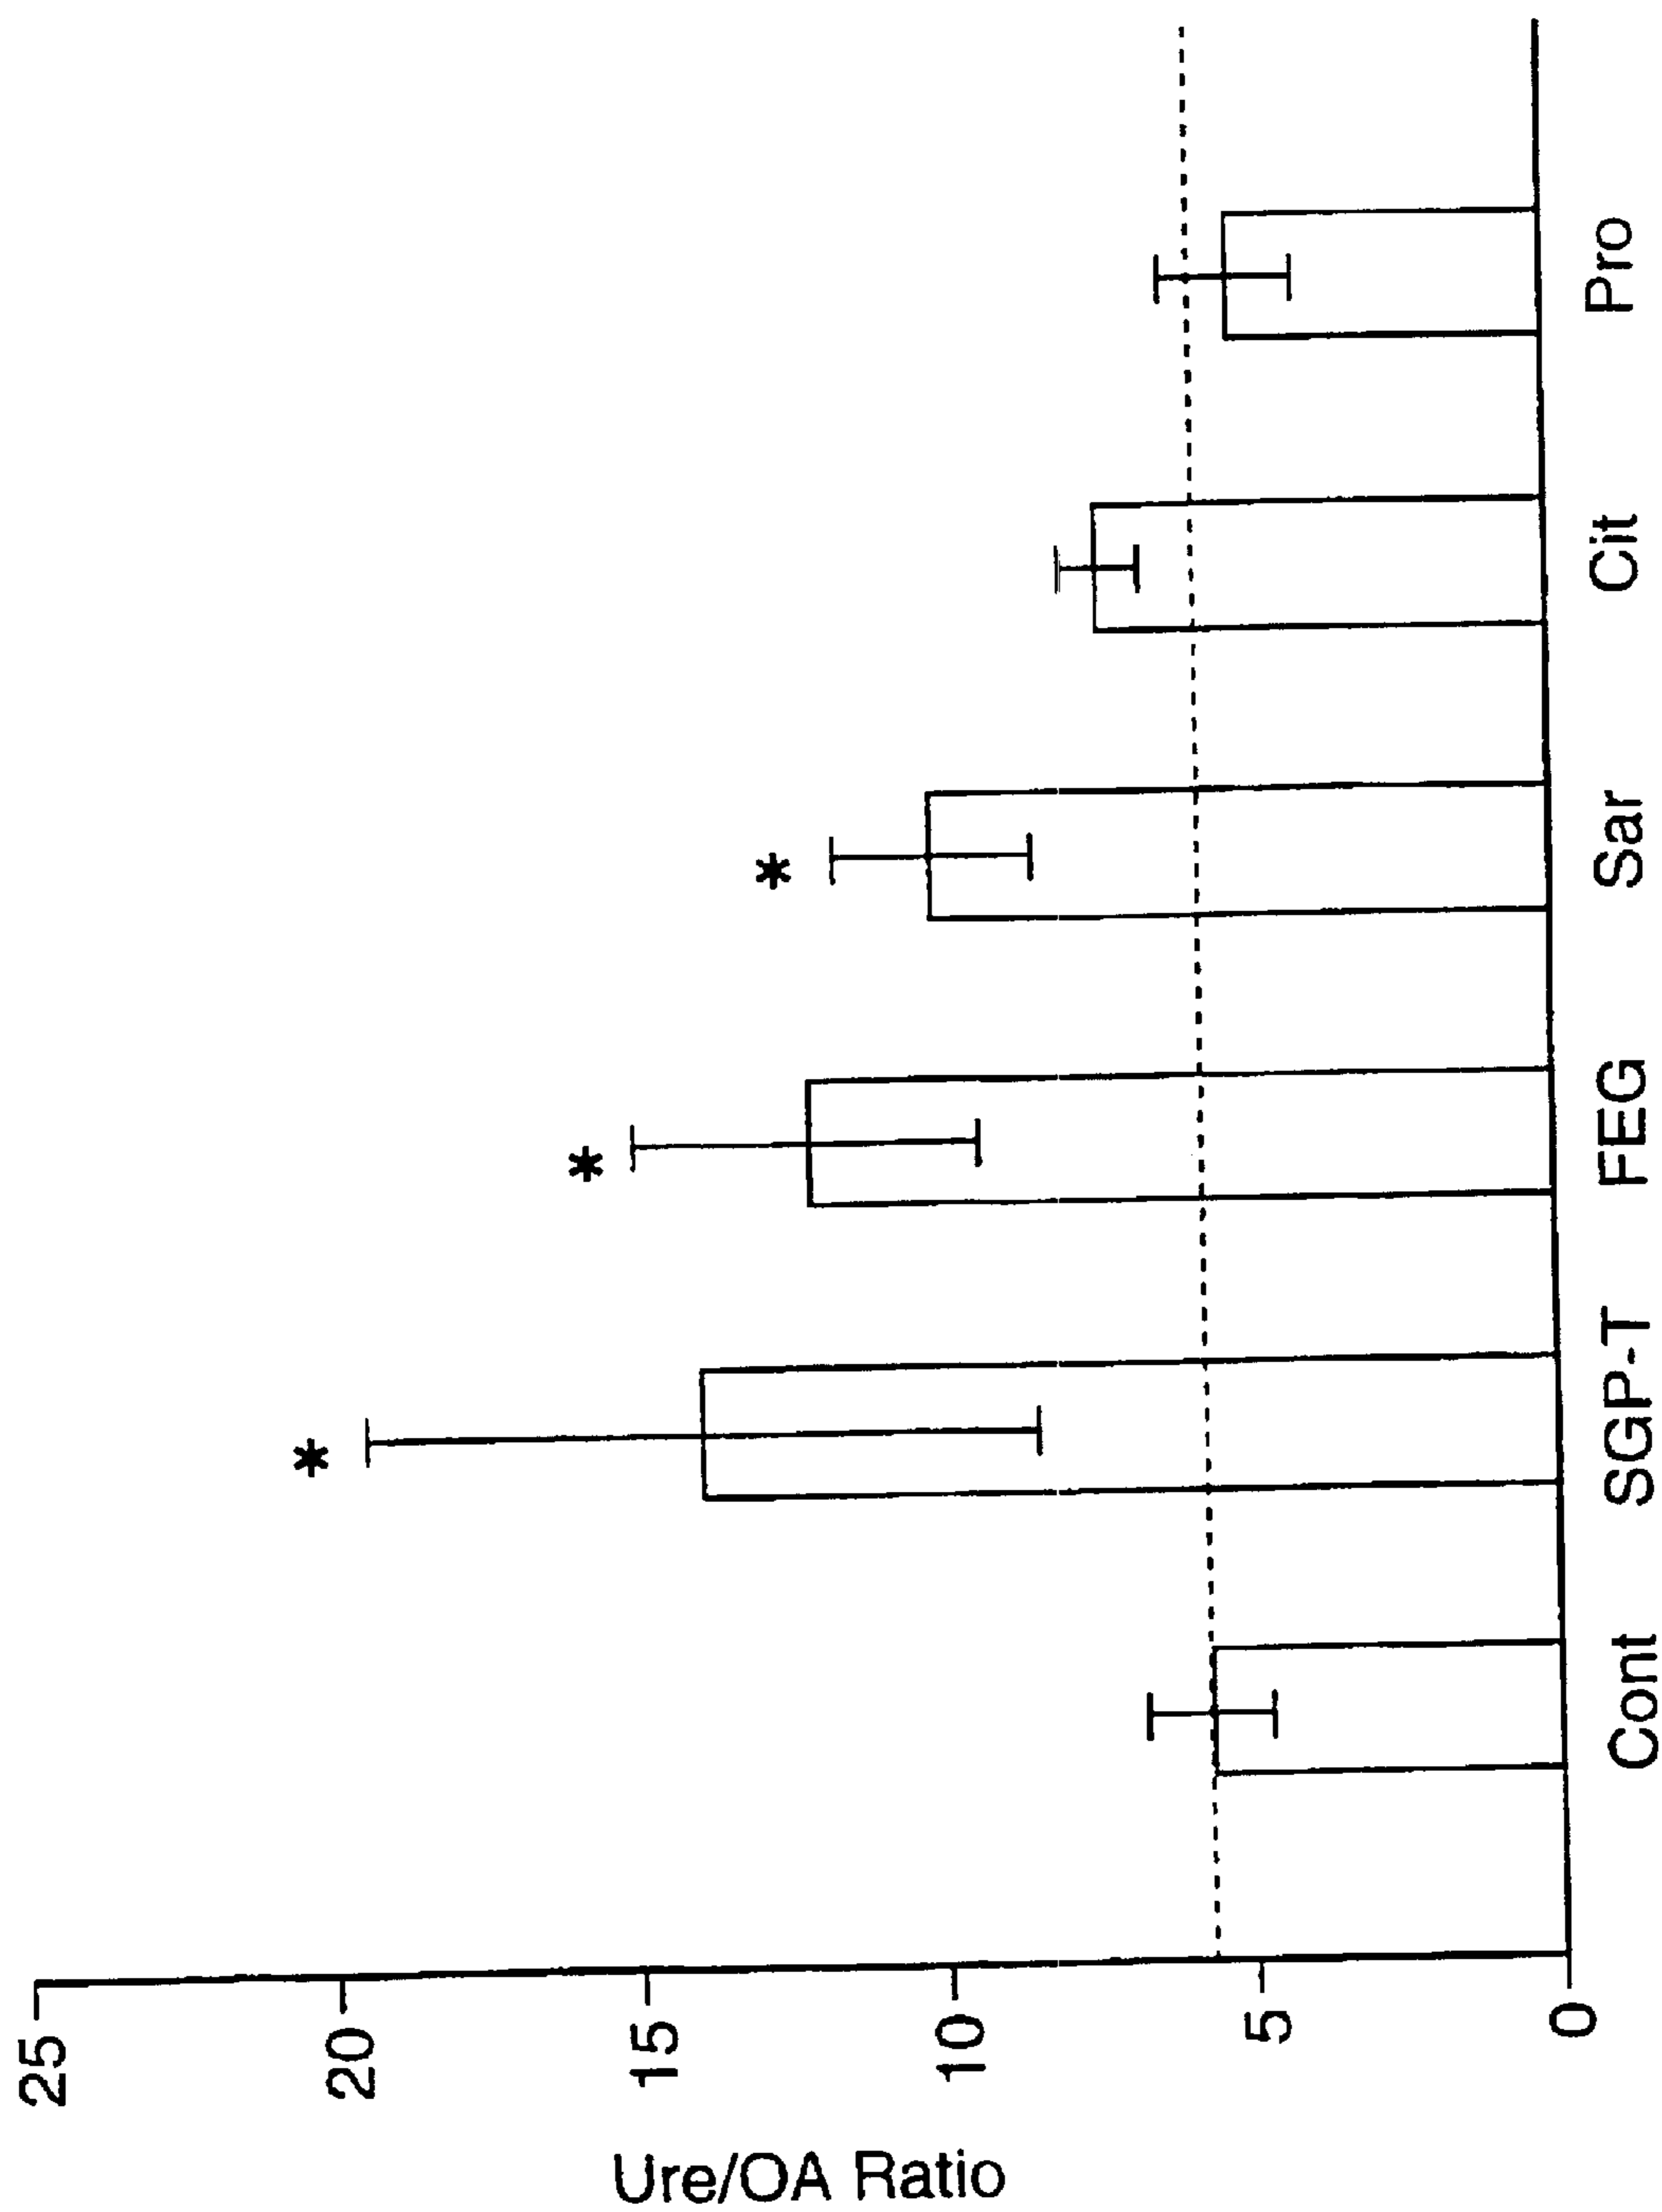 Ure/OA Ratio
25
20
15
10
5
0
*
*
*
Cont
SGP-T
FEG
Sar
Cit
Pro